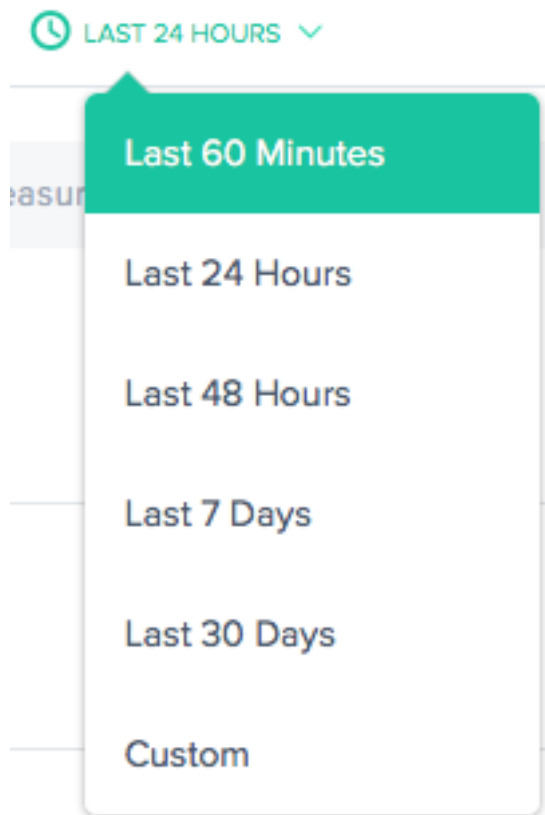 LAST 24 HOURS
Last 60 Minutes
Last 24 Hours
Last 48 Hours
Last 7 Days
Last 30 Days
Custom